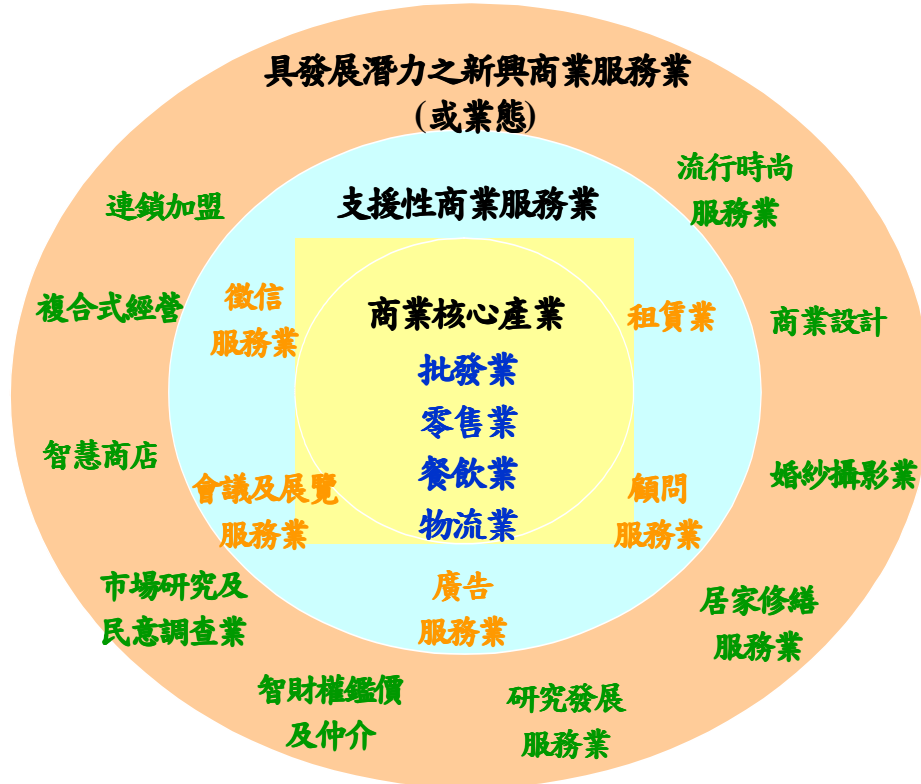 具發展潛力之新興商業服務業
(或業態)
支援性商業服務業
流行時尚
服務業
連鎖加盟
複合式經營
徵信
服務業
商業核心產業
租賃業
商業設計
批發業
零售業
餐飲業
物流業
智慧商店
會議及展覽
服務業
顧問
服務業
婚紗攝影業
市場研究及
民意調查業
廣告
服務業
居家修繕
服務業
智財權鑑價
及仲介
研究發展
服務業